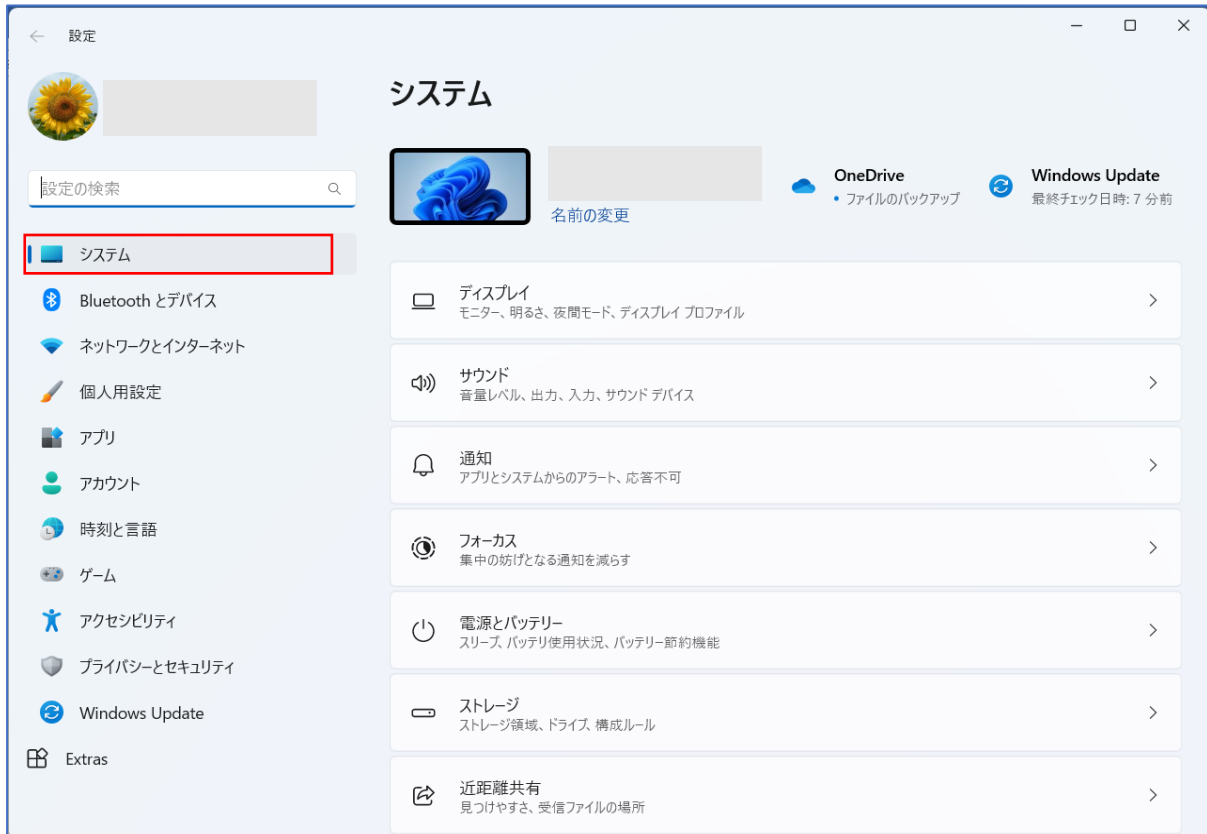 設定
システム
設定の検索
名前の変更
OneDrive
• ファイルのバックアップ
Windows Update
最終チェック日時: 7 分前
システム
Bluetooth とデバイス
ネットワークとインターネット
個人用設定
アプリ
アカウント
時刻と言語
ゲーム
アクセシビリティ
プライバシーとセキュリティ
Windows Update
Extras
ディスプレイ
モニター、明るさ、夜間モード、ディスプレイ プロファイル
サウンド
音量レベル、出力、入力、サウンド デバイス
通知
アプリとシステムからのアラート、応答不可
フォーカス
集中の妨げとなる通知を減らす
電源とバッテリー
スリープ、バッテリ使用状況、バッテリー節約機能
ストレージ
ストレージ領域、ドライブ、構成ルール
近距離共有
見つけやすさ、受信ファイルの場所